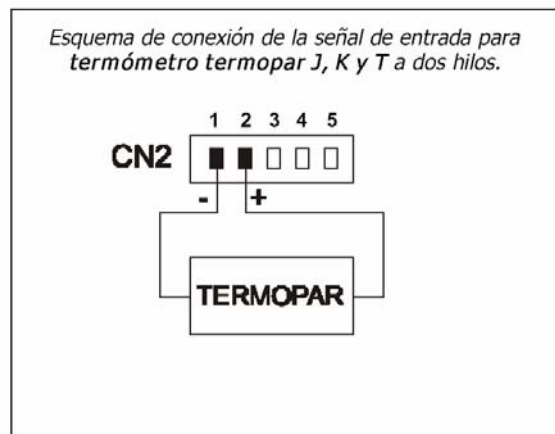 Esquema de conexión de la señal de entrada para
termómetro termopar J, K y T a dos hilos.
1 2 3 4 5
CN2
- +
TERMOPAR